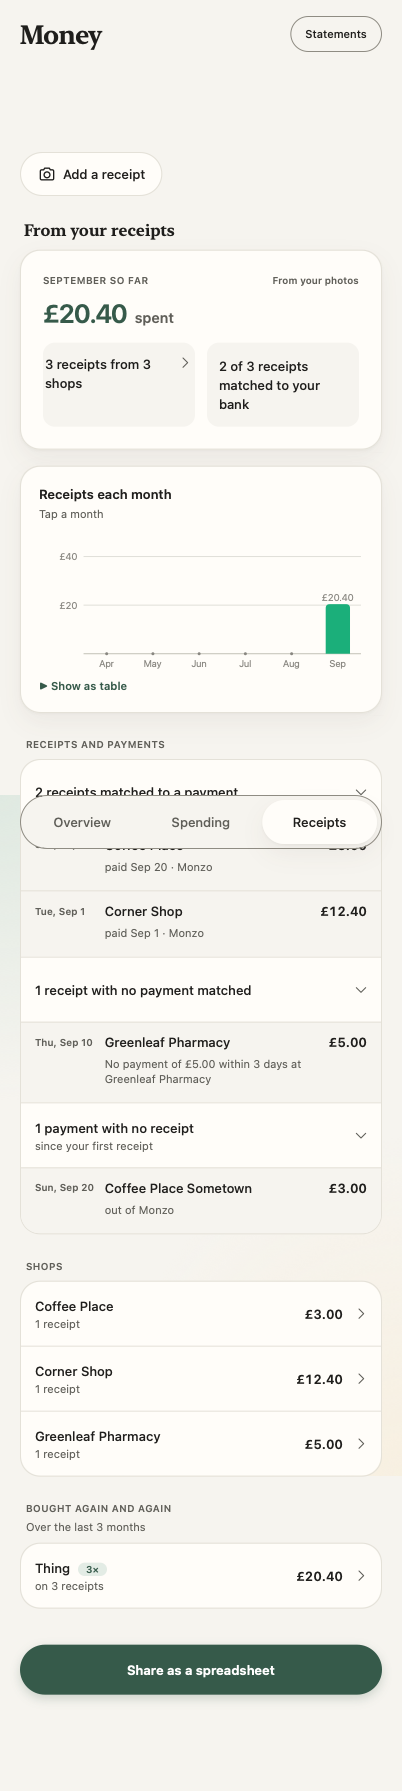 Money
Statements
Add a receipt
From your receipts
SEPTEMBER SO FAR
From your photos
£20.40 spent
3 receipts from 3
shops
2 of 3 receipts
matched to your
bank
Receipts each month
Tap a month
£40
£20
£20.40
Apr May Jun Jul Aug Sep
Show as table
RECEIPTS AND PAYMENTS
2 receipts matched to a payment
Overview
Spending
Receipts
paid Sep 20 · Monzo
Tue, Sep 1
Corner Shop
£12.40
paid Sep 1 · Monzo
1 receipt with no payment matched
Thu, Sep 10
Greenleaf Pharmacy
£5.00
No payment of £5.00 within 3 days at
Greenleaf Pharmacy
1 payment with no receipt
since your first receipt
Sun, Sep 20
Coffee Place Sometown
£3.00
out of Monzo
SHOPS
Coffee Place
£3.00
1 receipt
Corner Shop
£12.40
1 receipt
Greenleaf Pharmacy
£5.00
1 receipt
BOUGHT AGAIN AND AGAIN
Over the last 3 months
Thing 3×
£20.40
on 3 receipts
Share as a spreadsheet